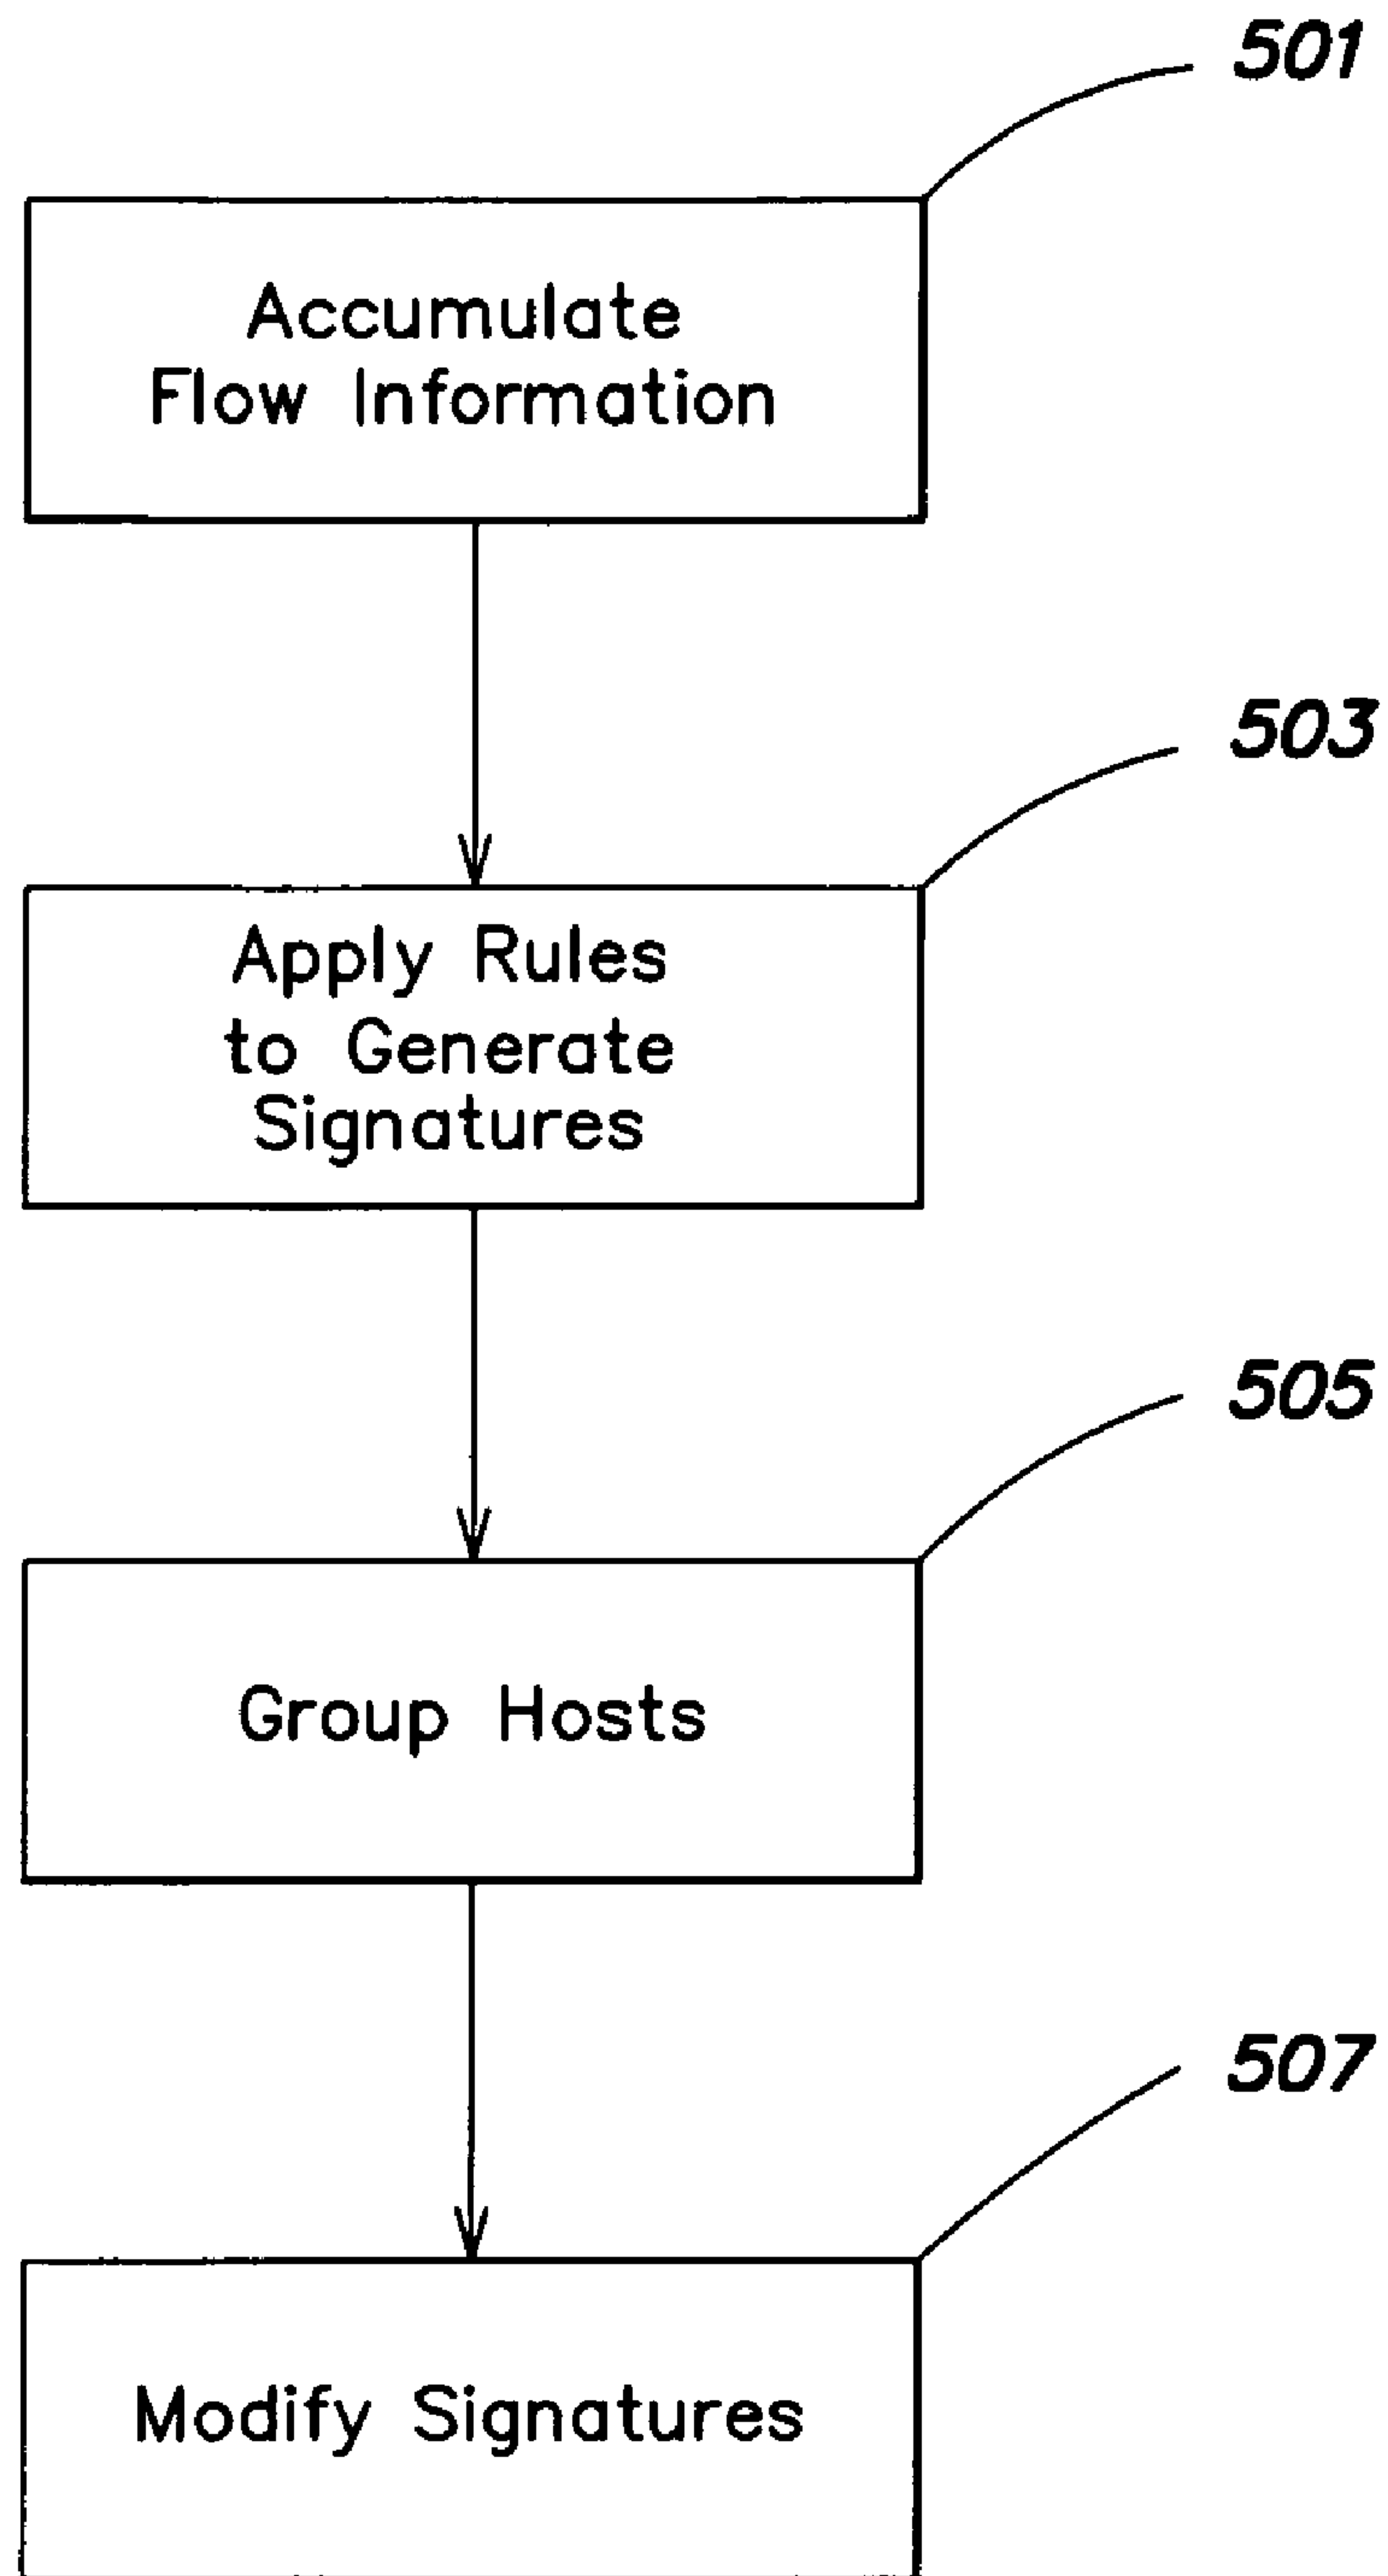 501
Accumulate
Flow Information
503
Apply Rules
to Generate
Signatures
505
Group Hosts
507
Modify Signatures